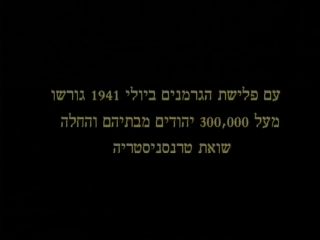 עם פלישת הגרמנים ביולי 1941 גורשו
מעל 300,000 יהודים מבתיהם והחלה
שואת טרנסניסטריה